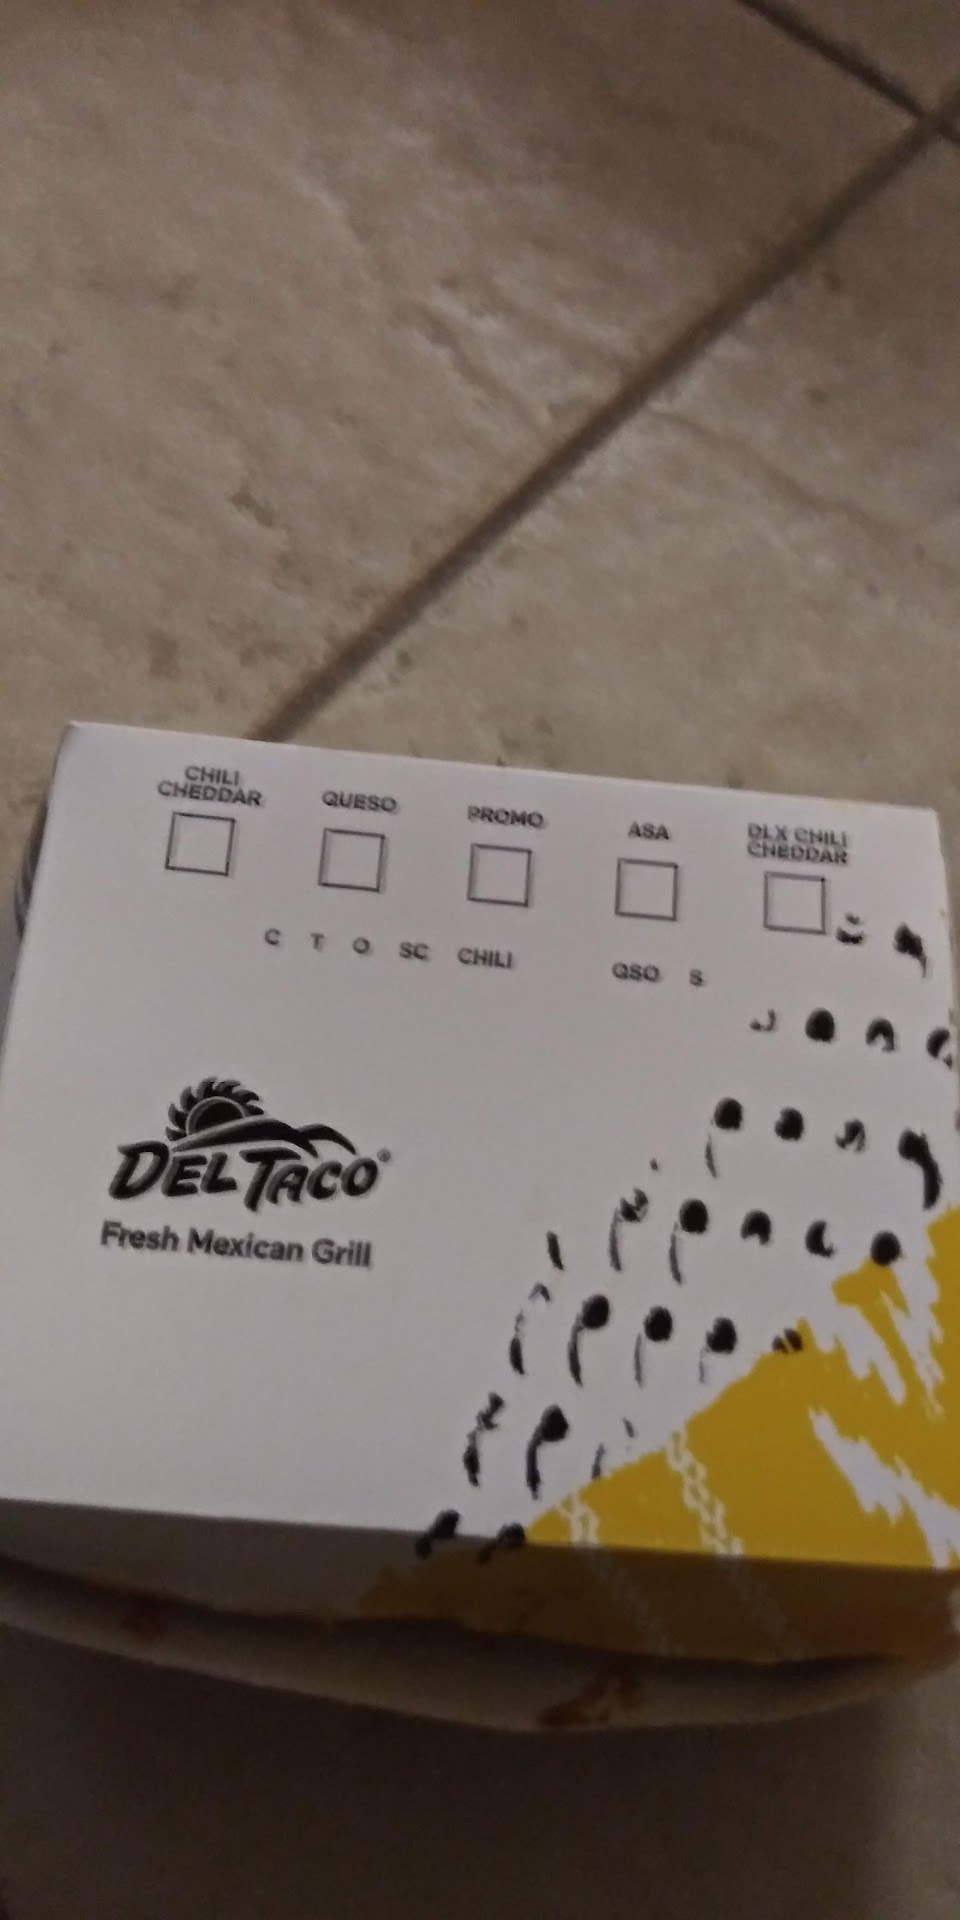 CHILI
CHEDDAR
QUESO
PROMO
ASA
DLX CHILI
CHEDDAR
C T O SC CHILI QSO S
DEL TACO®
Fresh Mexican Grill